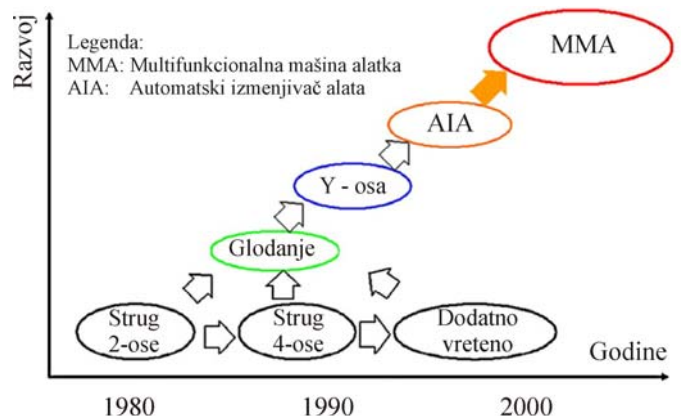 Razvoj
Legenda:
MMA: Multifunkcionalna mašina alatka
AIA: Automatski izmenjivač alata
MMA
AIA
Y - osa
Glodanje
Strug
2-ose
Strug
4-ose
Dodatno
vreteno
Godine
1980
1990
2000